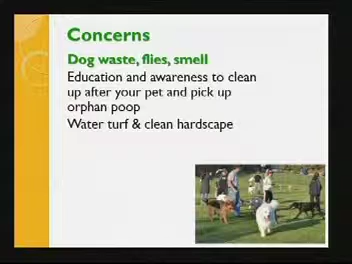 Concerns
Dog waste, flies, smell
Education and awareness to clean
up after your pet and pick up
orphan poop
Water turf & clean hardscape